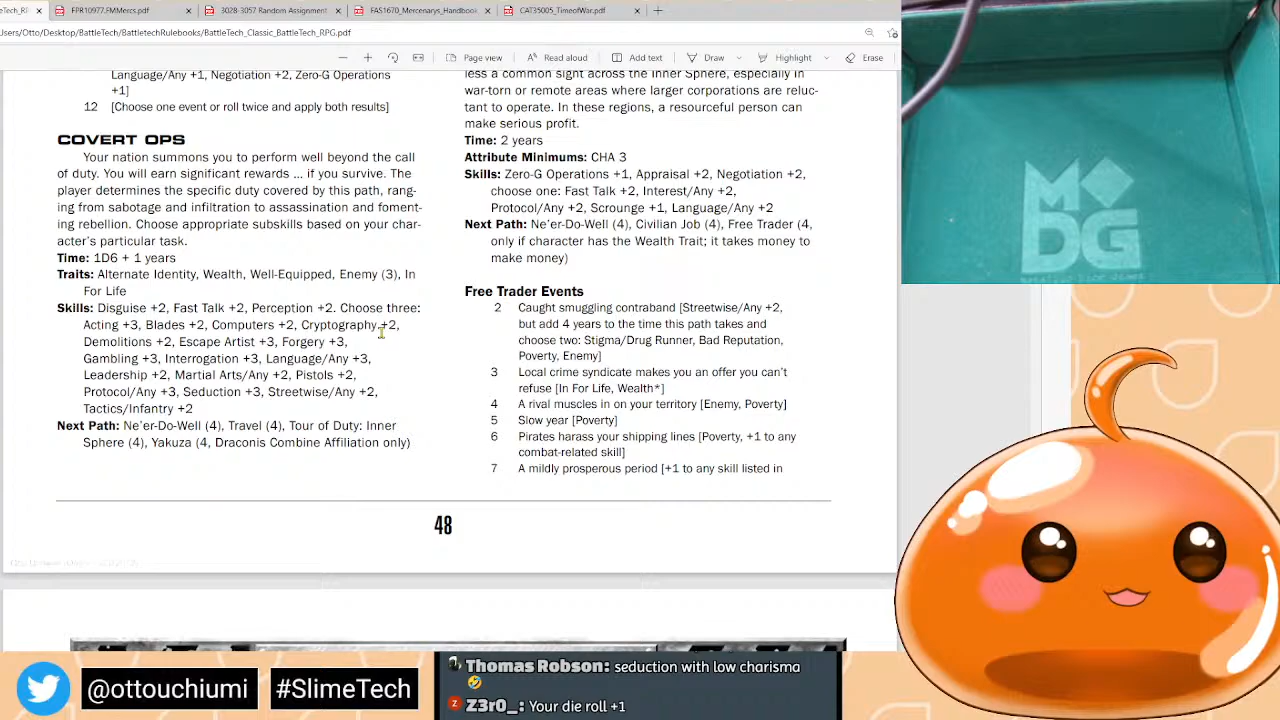 ech_RP
FPR10977.FMMercs.pdf
3028-3057 Random Assignment
FAS1670_Mercenarys_Handbook
CAT35005_TimeofWar.pdf
sers/Otto/Desktop/BattleTech/BattletechRulebooks/BattleTech_Classic_BattleTech_RPG.pdf
Page view
Read aloud
Add text
Draw
Highlight
Erase
Language/Any +1, Negotiation +2, Zero-G Operations
+1]
12 [Choose one event or roll twice and apply both results]
COVERT OPS
Your nation summons you to perform well beyond the call
of duty. You will earn significant rewards ... if you survive. The
player determines the specific duty covered by this path, rang-
ing from sabotage and infiltration to assassination and foment-
ing rebellion. Choose appropriate subskills based on your char-
acter's particular task.
Time: 1D6 + 1 years
Traits: Alternate Identity, Wealth, Well-Equipped, Enemy (3), In
For Life
Skills: Disguise +2, Fast Talk +2, Perception +2. Choose three:
Acting +3, Blades +2, Computers +2, Cryptography +2,
Demolitions +2, Escape Artist +3, Forgery +3,
Gambling +3, Interrogation +3, Language/Any +3,
Leadership +2, Martial Arts/Any +2, Pistols +2,
Protocol/Any +3, Seduction +3, Streetwise/Any +2,
Tactics/Infantry +2
Next Path: Ne'er-Do-Well (4), Travel (4), Tour of Duty: Inner
Sphere (4), Yakuza (4, Draconis Combine Affiliation only)
less a common sight across the Inner Sphere, especially in
war-torn or remote areas where larger corporations are reluc-
tant to operate. In these regions, a resourceful person can
make serious profit.
Time: 2 years
Attribute Minimums: CHA 3
Skills: Zero-G Operations +1, Appraisal +2, Negotiation +2,
choose one: Fast Talk +2, Interest/Any +2,
Protocol/Any +2, Scrounge +1, Language/Any +2
Next Path: Ne'er-Do-Well (4), Civilian Job (4), Free Trader (4,
only if character has the Wealth Trait; it takes money to
make money)
Free Trader Events
2 Caught smuggling contraband [Streetwise/Any +2,
but add 4 years to the time this path takes and
choose two: Stigma/Drug Runner, Bad Reputation,
Poverty, Enemy]
3 Local crime syndicate makes you an offer you can't
refuse [In For Life, Wealth*]
4 A rival muscles in on your territory [Enemy, Poverty]
5 Slow year [Poverty]
6 Pirates harass your shipping lines [Poverty, +1 to any
combat-related skill]
7 A mildly prosperous period [+1 to any skill listed in
48
MDG
@ottouchiumi
#SlimeTech
Thomas Robson: seduction with low charisma
🤣
Z
Z3r0_: Your die roll +1